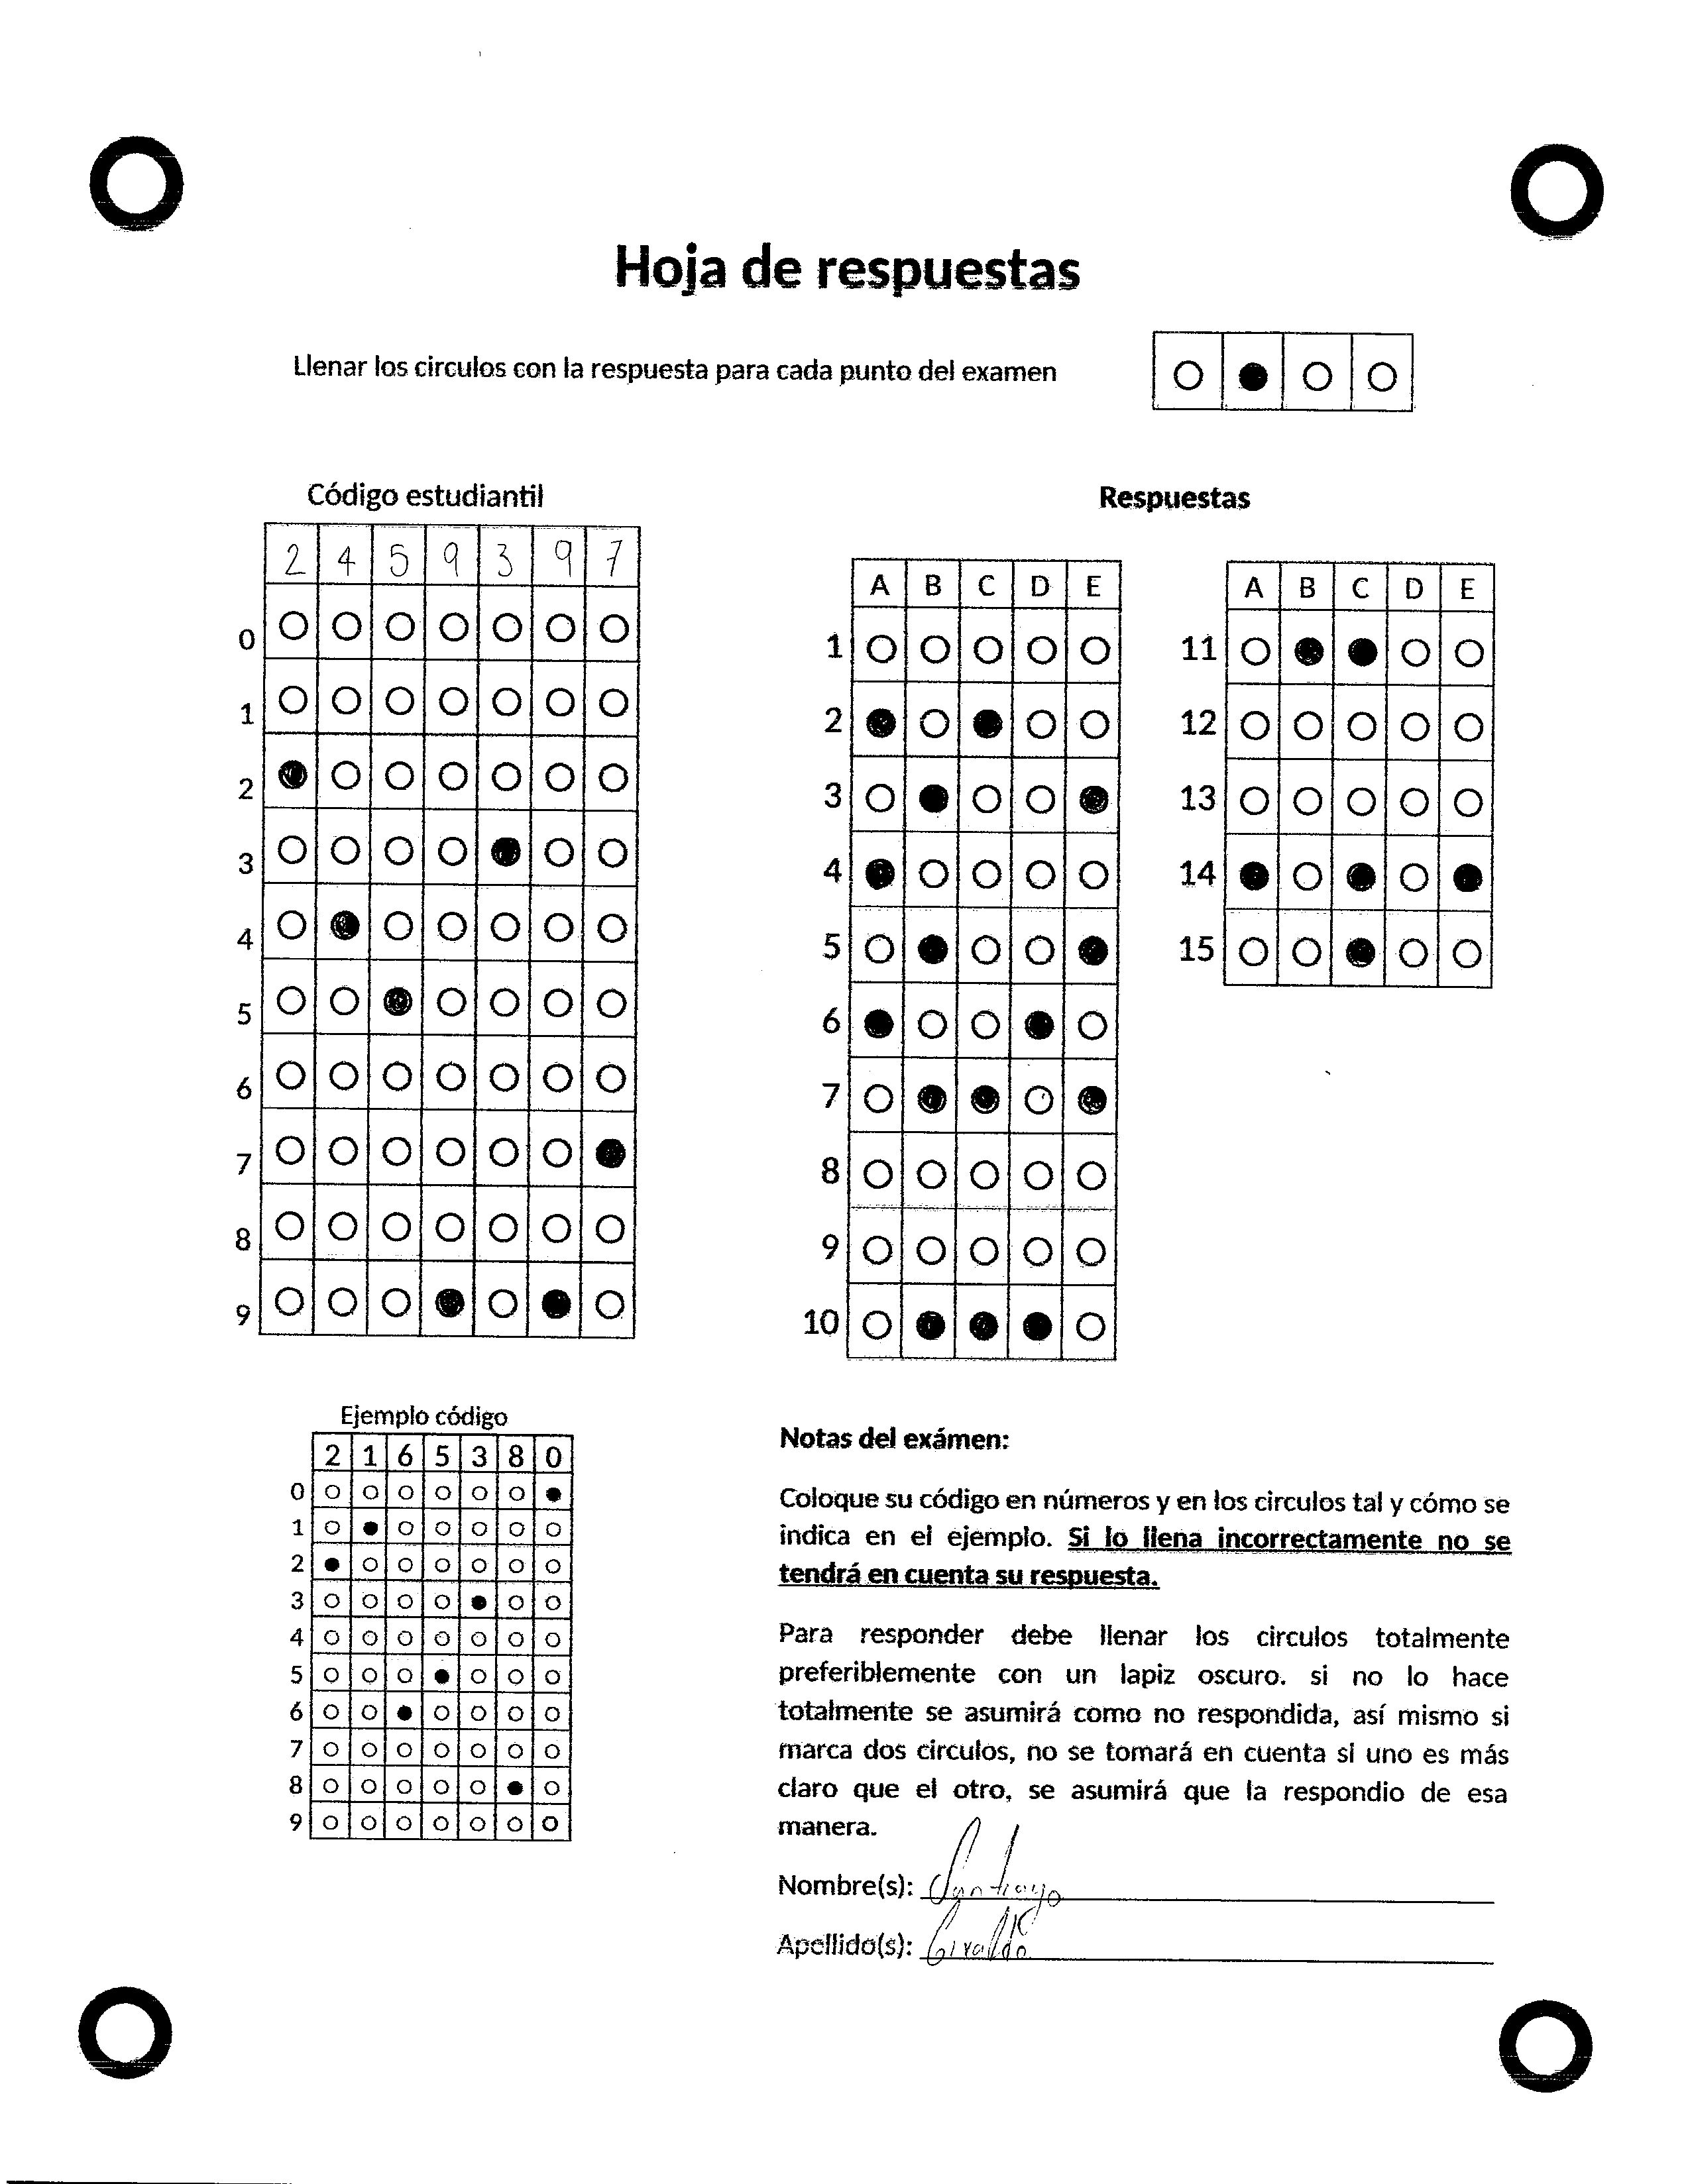 Hoja de respuestas
Llenar los circulos con la respuesta para cada punto del examen
Código estudiantil
2 4 5 9 3 9 7
0
1
2
3
4
5
6
7
8
9
Respuestas
A B C D E
1
2
3
4
5
6
7
8
9
10
A B C D E
11
12
13
14
15
Ejemplo código
2 1 6 5 3 8 0
0
1
2
3
4
5
6
7
8
9
Notas del exámen:
Coloque su código en números y en los circulos tal y cómo se
indica en el ejemplo. Si lo llena incorrectamente no se
tendrá en cuenta su respuesta.
Para responder debe llenar los circulos totalmente
preferiblemente con un lapiz oscuro. si no lo hace
totalmente se asumirá como no respondida, así mismo si
marca dos circulos, no se tomará en cuenta si uno es más
claro que el otro, se asumirá que la respondio de esa
manera.
Nombre(s): Santiago
Apellido(s): Giraldo